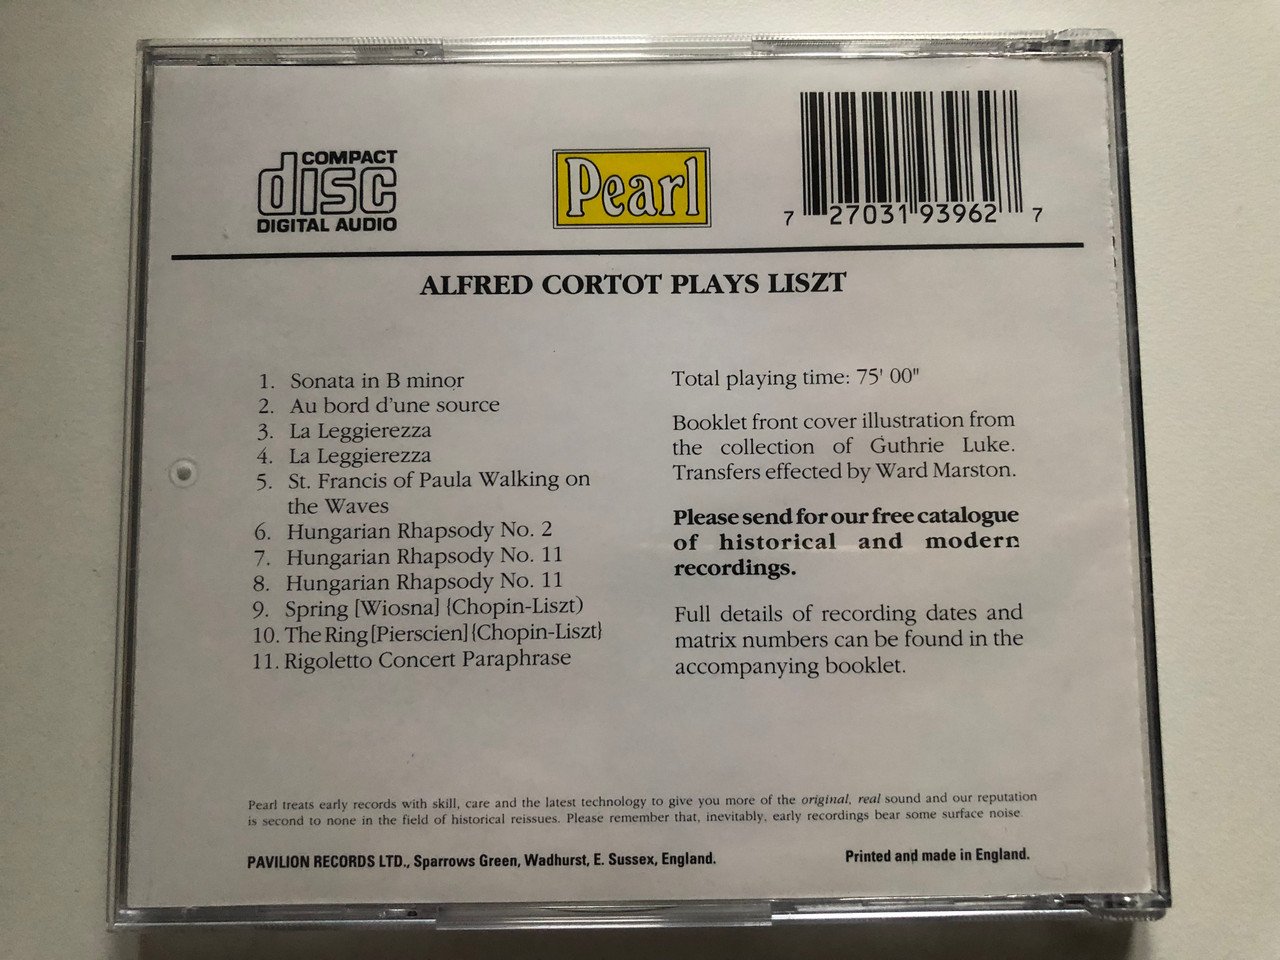 COMPACT
disc
DIGITAL AUDIO
Pearl
7 27031 93962 7
ALFRED CORTOT PLAYS LISZT
1. Sonata in B minor
2. Au bord d'une source
3. La Leggierezza
4. La Leggierezza
5. St. Francis of Paula Walking on
the Waves
6. Hungarian Rhapsody No. 2
7. Hungarian Rhapsody No. 11
8. Hungarian Rhapsody No. 11
9. Spring [Wiosna] {Chopin-Liszt)
10. The Ring [Pierscien] {Chopin-Liszt}
11. Rigoletto Concert Paraphrase
Total playing time: 75' 00"
Booklet front cover illustration from
the collection of Guthrie Luke.
Transfers effected by Ward Marston.
Please send for our free catalogue
of historical and modern
recordings.
Full details of recording dates and
matrix numbers can be found in the
accompanying booklet.
Pearl treats early records with skill, care and the latest technology to give you more of the original, real sound and our reputation
is second to none in the field of historical reissues. Please remember that, inevitably, early recordings bear some surface noise
PAVILION RECORDS LTD., Sparrows Green, Wadhurst, E. Sussex, England.
Printed and made in England.